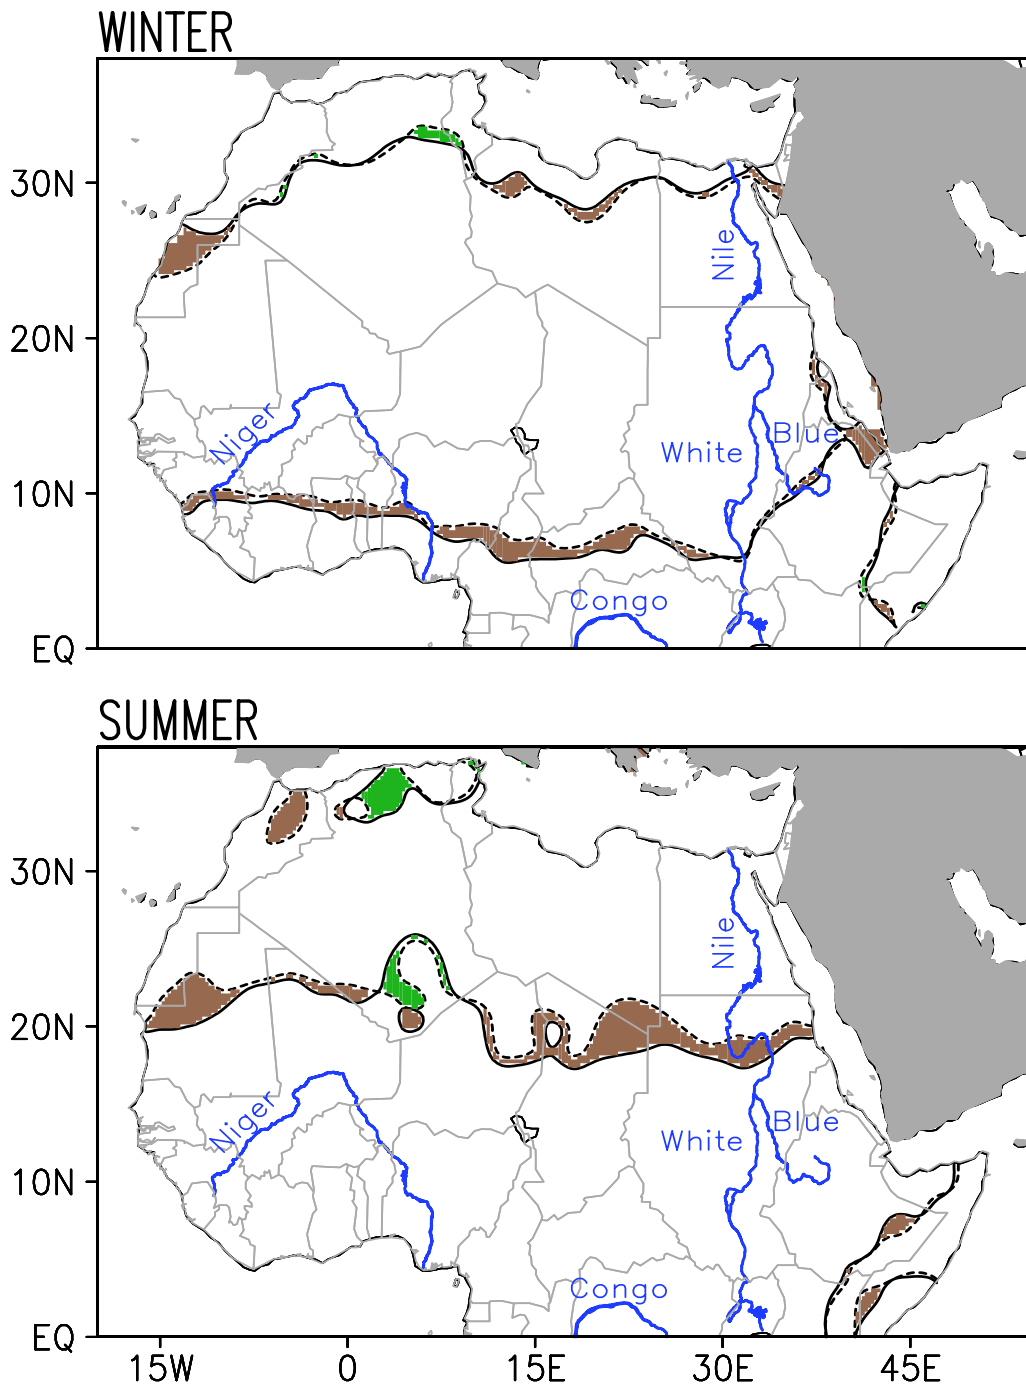 WINTER
30N
Nile
20N
Niger
White
Blue
10N
Congo
EQ
SUMMER
30N
Nile
20N
Niger
White
Blue
10N
Congo
EQ
15W 0 15E 30E 45E